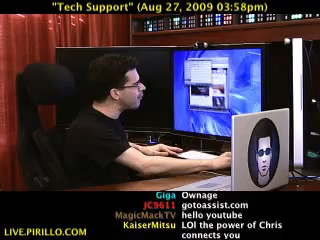 "Tech Support" (Aug 27, 2009 03:58pm)
Giga Ownage
JC9611 gotoassist.com
MagicMackTV hello youtube
KaiserMitsu LOl the power of Chris
connects you
LIVE.PIRILLO.COM